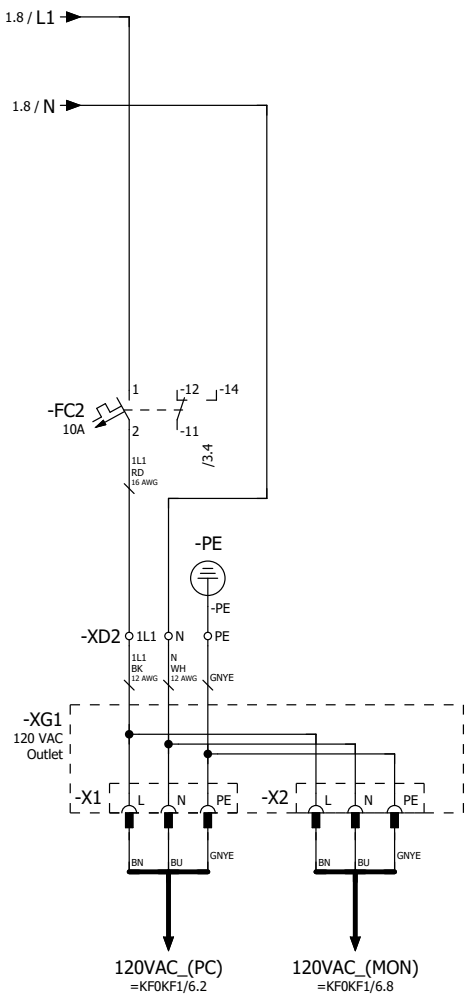 1.8 / L1
1.8 / N
1
-12
-14
-FC2
10A
2
-11
/3.4
1L1
RD
16 AWG
-PE
-PE
-XD2
1L1
N
PE
1L1
BK
12 AWG
N
WH
12 AWG
GNYE
-XG1
120 VAC
Outlet
-X1
L
N
PE
-X2
L
N
PE
BN
BU
GNYE
BN
BU
GNYE
120VAC_(PC)
=KF0KF1/6.2
120VAC_(MON)
=KF0KF1/6.8